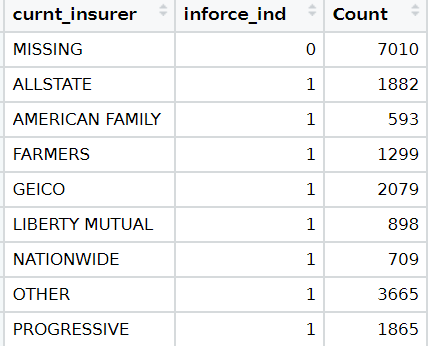 curnt_insurer inforce_ind Count
MISSING 0 7010
ALLSTATE 1 1882
AMERICAN FAMILY 1 593
FARMERS 1 1299
GEICO 1 2079
LIBERTY MUTUAL 1 898
NATIONWIDE 1 709
OTHER 1 3665
PROGRESSIVE 1 1865